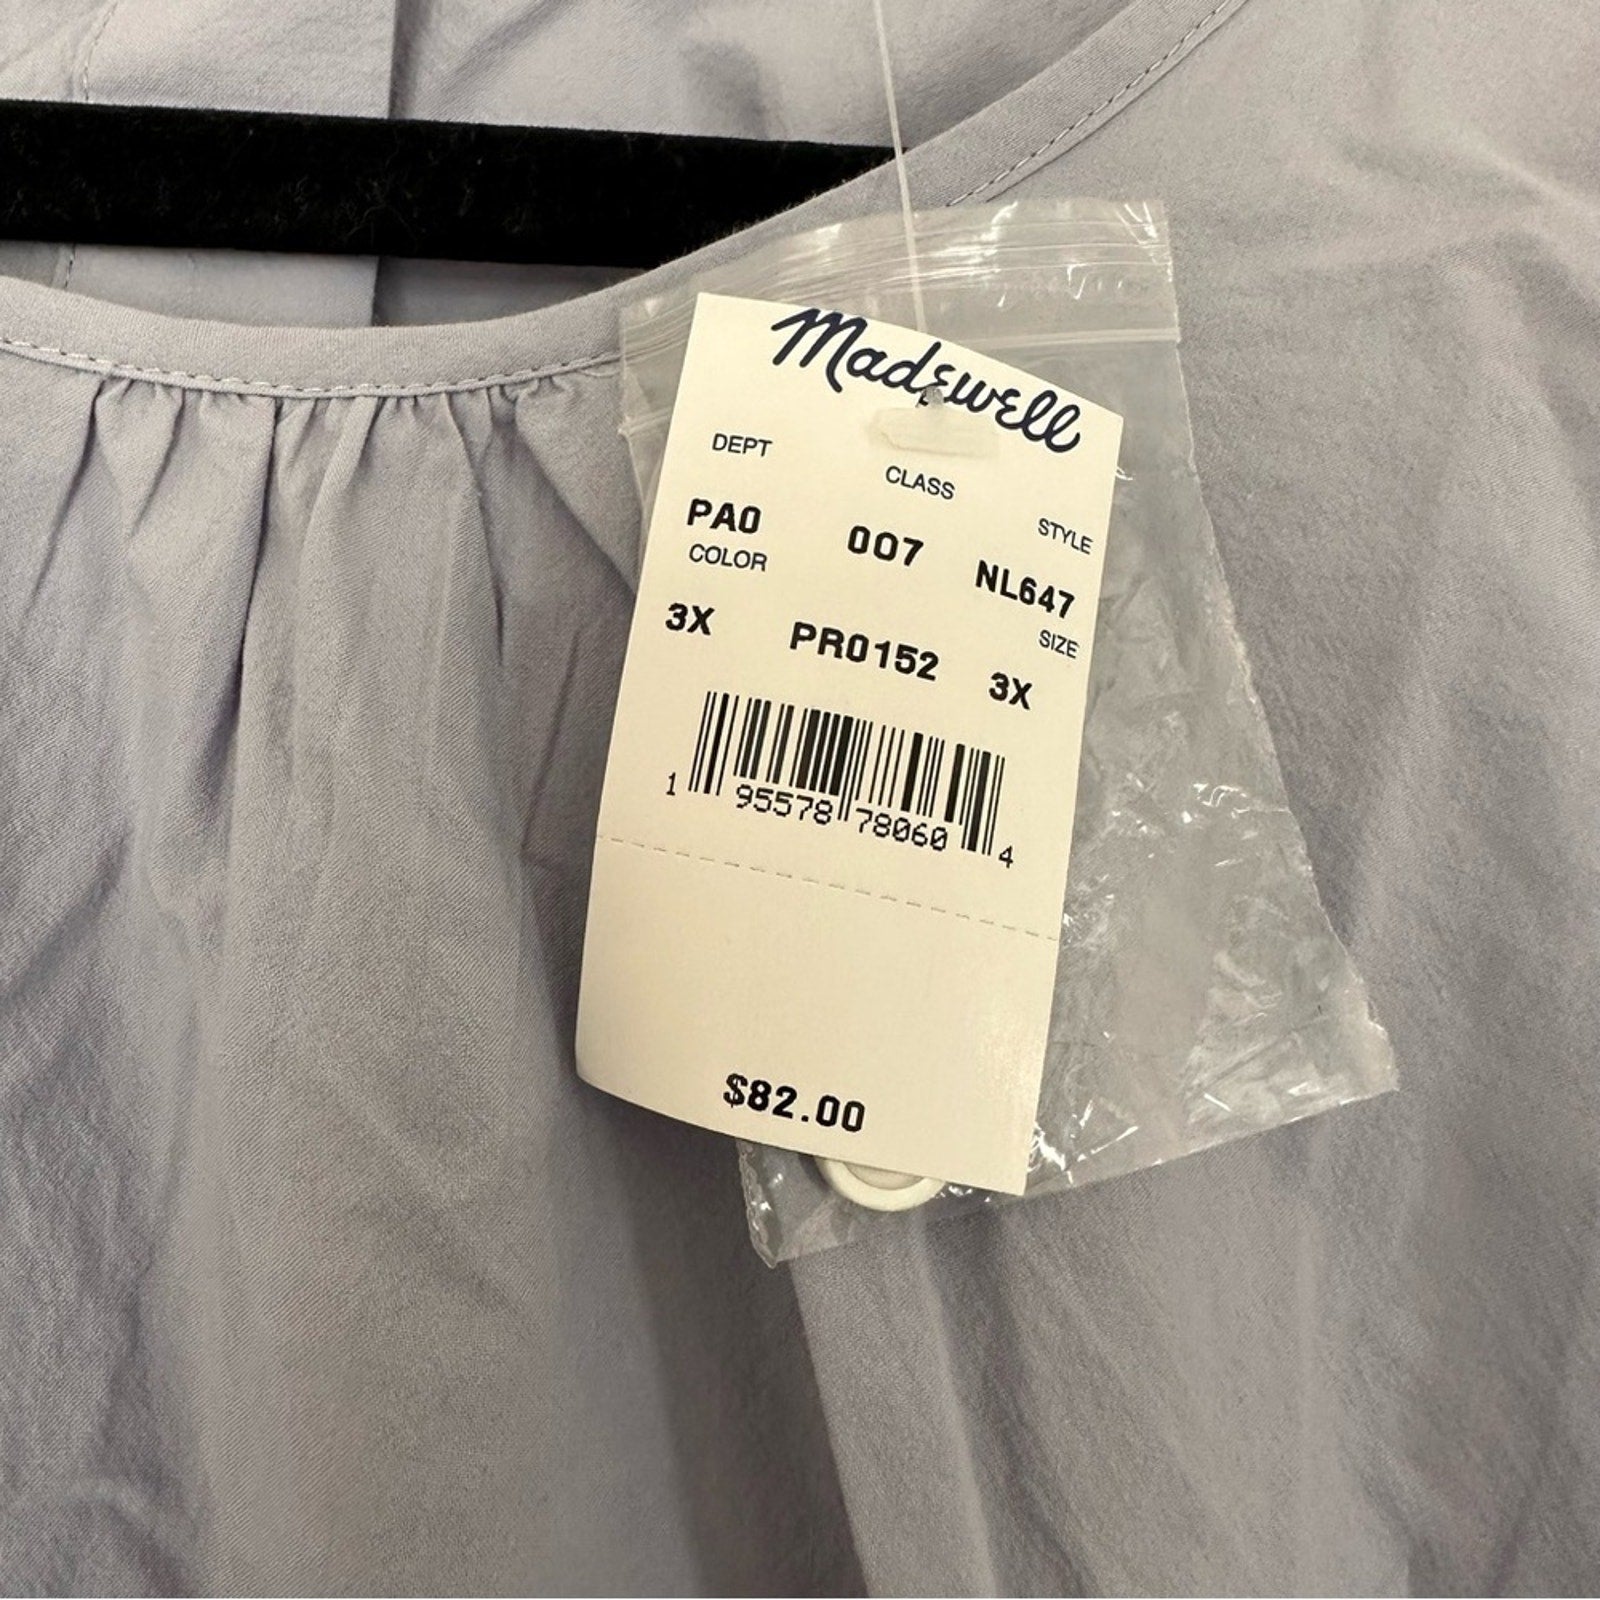 Madewell
DEPT CLASS STYLE
PA0 007 NL647
COLOR SIZE
3X PR0152 3X
1 95578 78060 4
$82.00